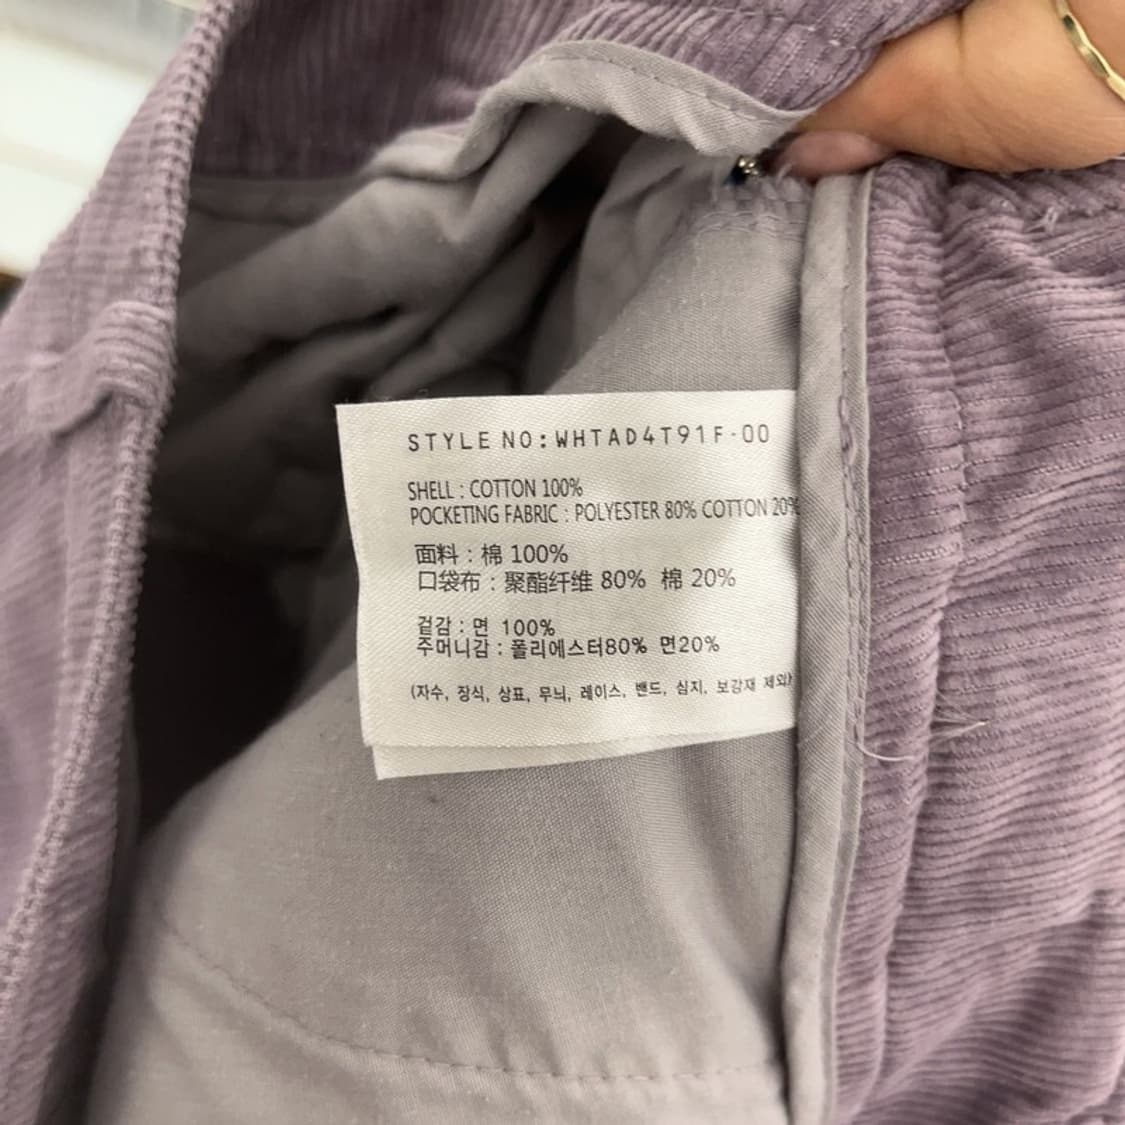 STYLE NO:WHTAD4T91F-00
SHELL : COTTON 100%
POCKETING FABRIC : POLYESTER 80% COTTON 20%
面料 : 棉 100%
口袋布 : 聚酯纤维 80% 棉 20%
겉감 : 면 100%
주머니감 : 폴리에스터80% 면20%
(자수, 장식, 상표, 무늬, 레이스, 밴드, 심지, 보강재 제외)